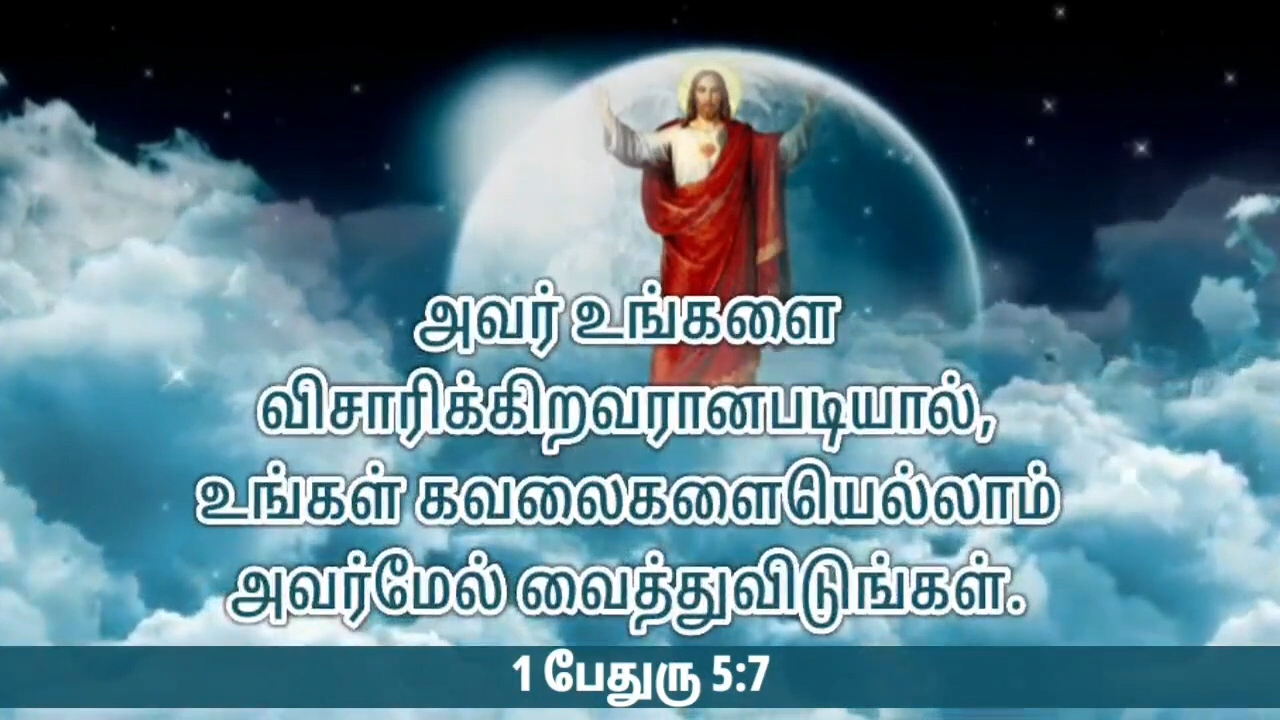 அவர் உங்களை
விசாரிக்கிறவரானபடியால்,
உங்கள் கவலைகளையெல்லாம்
அவர்மேல் வைத்துவிடுங்கள்.
1 பேதுரு 5:7